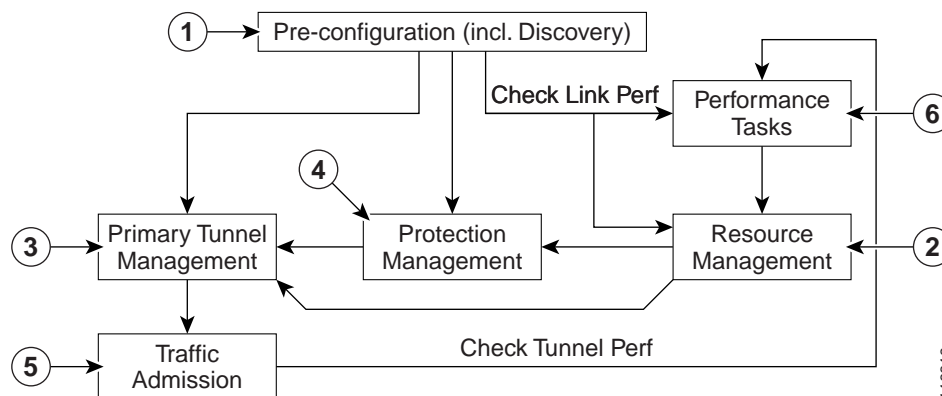 1
Pre-configuration (incl. Discovery)
Check Link Perf
Performance
Tasks
6
4
3
Primary Tunnel
Management
Protection
Management
Resource
Management
2
5
Traffic
Admission
Check Tunnel Perf